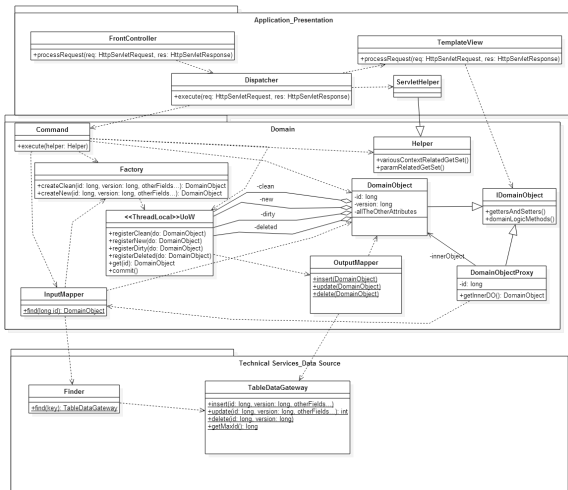 Application_Presentation
FrontController
+processRequest(req: HttpServletRequest, res: HttpServletResponse)
TemplateView
+processRequest(req: HttpServletRequest, res: HttpServletResponse)
Dispatcher
+execute(req: HttpServletRequest, res: HttpServletResponse)
ServletHelper
Domain
Command
+execute(helper: Helper)
Helper
+variousContextRelatedGetSet()
+paramRelatedGetSet()
Factory
+createClean(id: long, version: long, otherFields...): DomainObject
+createNew(id: long, version: long, otherFields...): DomainObject
-clean
-new
-dirty
-deleted
DomainObject
-id: long
-version: long
-allTheOtherAttributes
IDomainObject
+gettersAndSetters()
+domainLogicMethods()
<<ThreadLocal>>UoW
+registerClean(do: DomainObject)
+registerNew(do: DomainObject)
+registerDirty(do: DomainObject)
+registerDeleted(do: DomainObject)
+get(id): DomainObject
+commit()
-innerObject
OutputMapper
+insert(DomainObject)
+update(DomainObject)
+delete(DomainObject)
DomainObjectProxy
-id: long
+getInnerDO(): DomainObject
InputMapper
+find(long id): DomainObject
Technical Services_Data Source
Finder
+find(key): TableDataGateway
TableDataGateway
+insert(id: long, version: long, otherFields...)
+update(id: long, version: long, otherFields...): int
+delete(id: long, version: long)
+getMaxId(): long